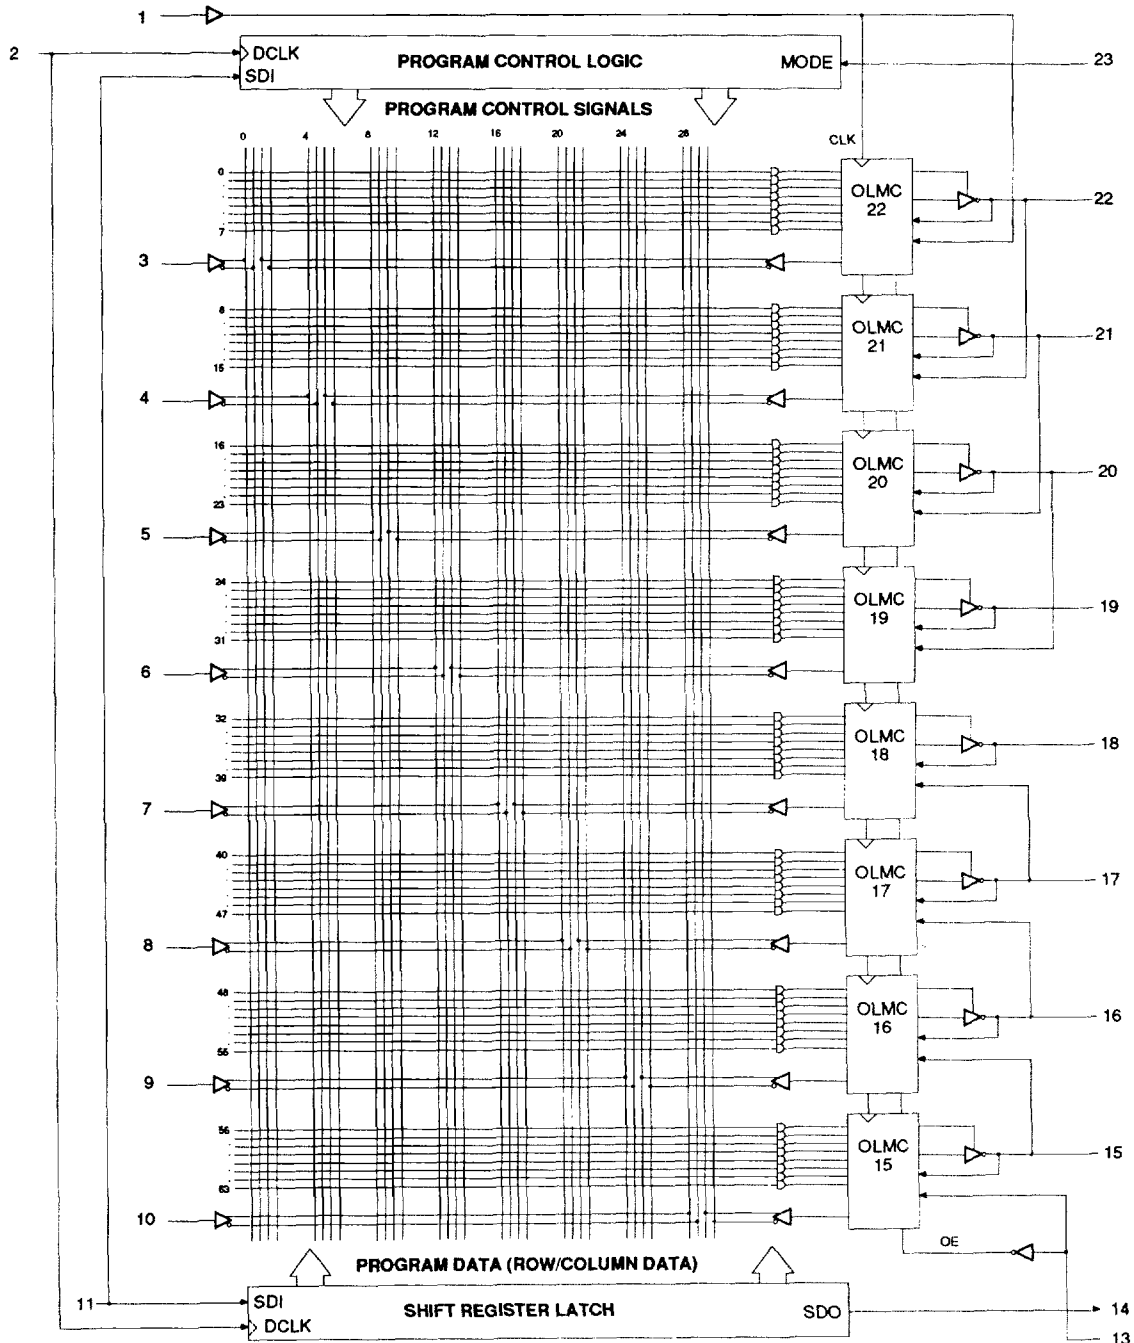 1
2
DCLK
PROGRAM CONTROL LOGIC
MODE
23
SDI
PROGRAM CONTROL SIGNALS
0 4 8 12 16 20 24 28
CLK
0
OLMC
22
22
7
3
8
OLMC
21
21
15
4
16
OLMC
20
20
23
5
24
OLMC
19
19
31
6
32
OLMC
18
18
39
7
40
OLMC
17
17
47
8
48
OLMC
16
16
55
9
56
OLMC
15
15
63
10
OE
PROGRAM DATA (ROW/COLUMN DATA)
11
SDI
SHIFT REGISTER LATCH
SDO
14
DCLK
13